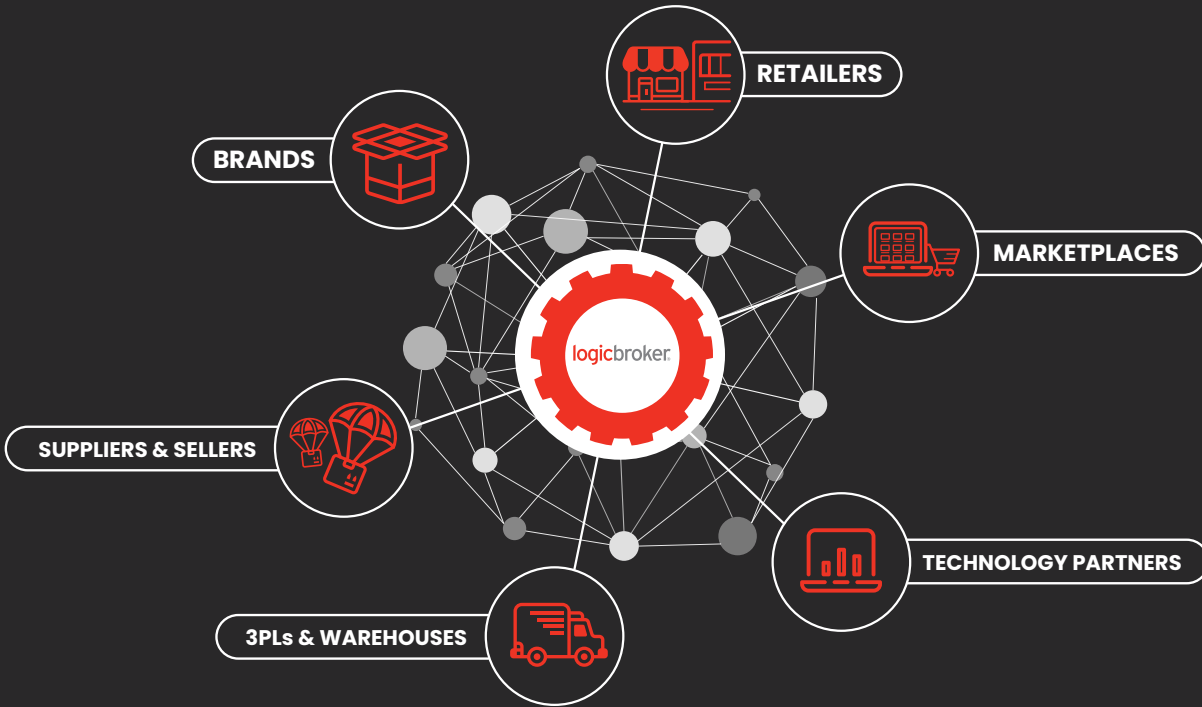 RETAILERS
BRANDS
MARKETPLACES
logicbroker
SUPPLIERS & SELLERS
TECHNOLOGY PARTNERS
3PLs & WAREHOUSES